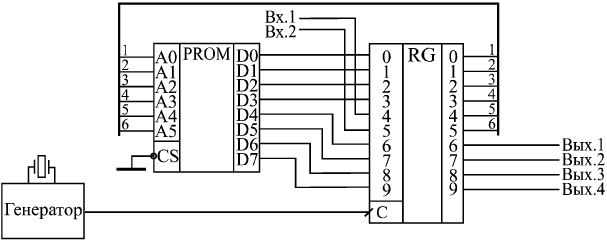 Вх.1
Вх.2
1 A0 PROM D0 0 RG 0 1
2 A1 D1 1 1 2
3 A2 D2 2 2 3
4 A3 D3 3 3 4
5 A4 D4 4 4 5
6 A5 D5 5 5 6
D6 6 6 Вых.1
CS D7 7 7 Вых.2
8 8 Вых.3
9 9 Вых.4
Генератор
C